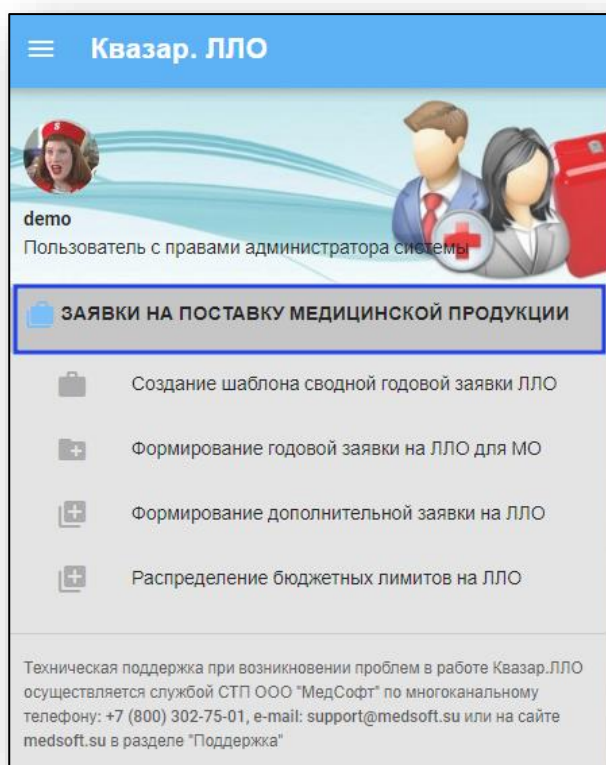 Квазар. ЛЛО
demo
Пользователь с правами администратора системы
ЗАЯВКИ НА ПОСТАВКУ МЕДИЦИНСКОЙ ПРОДУКЦИИ
Создание шаблона сводной годовой заявки ЛЛО
Формирование годовой заявки на ЛЛО для МО
Формирование дополнительной заявки на ЛЛО
Распределение бюджетных лимитов на ЛЛО
Техническая поддержка при возникновении проблем в работе Квазар.ЛЛО
осуществляется службой СТП ООО "МедСофт" по многоканальному
телефону: +7 (800) 302-75-01, e-mail: support@medsoft.su или на сайте
medsoft.su в разделе "Поддержка"